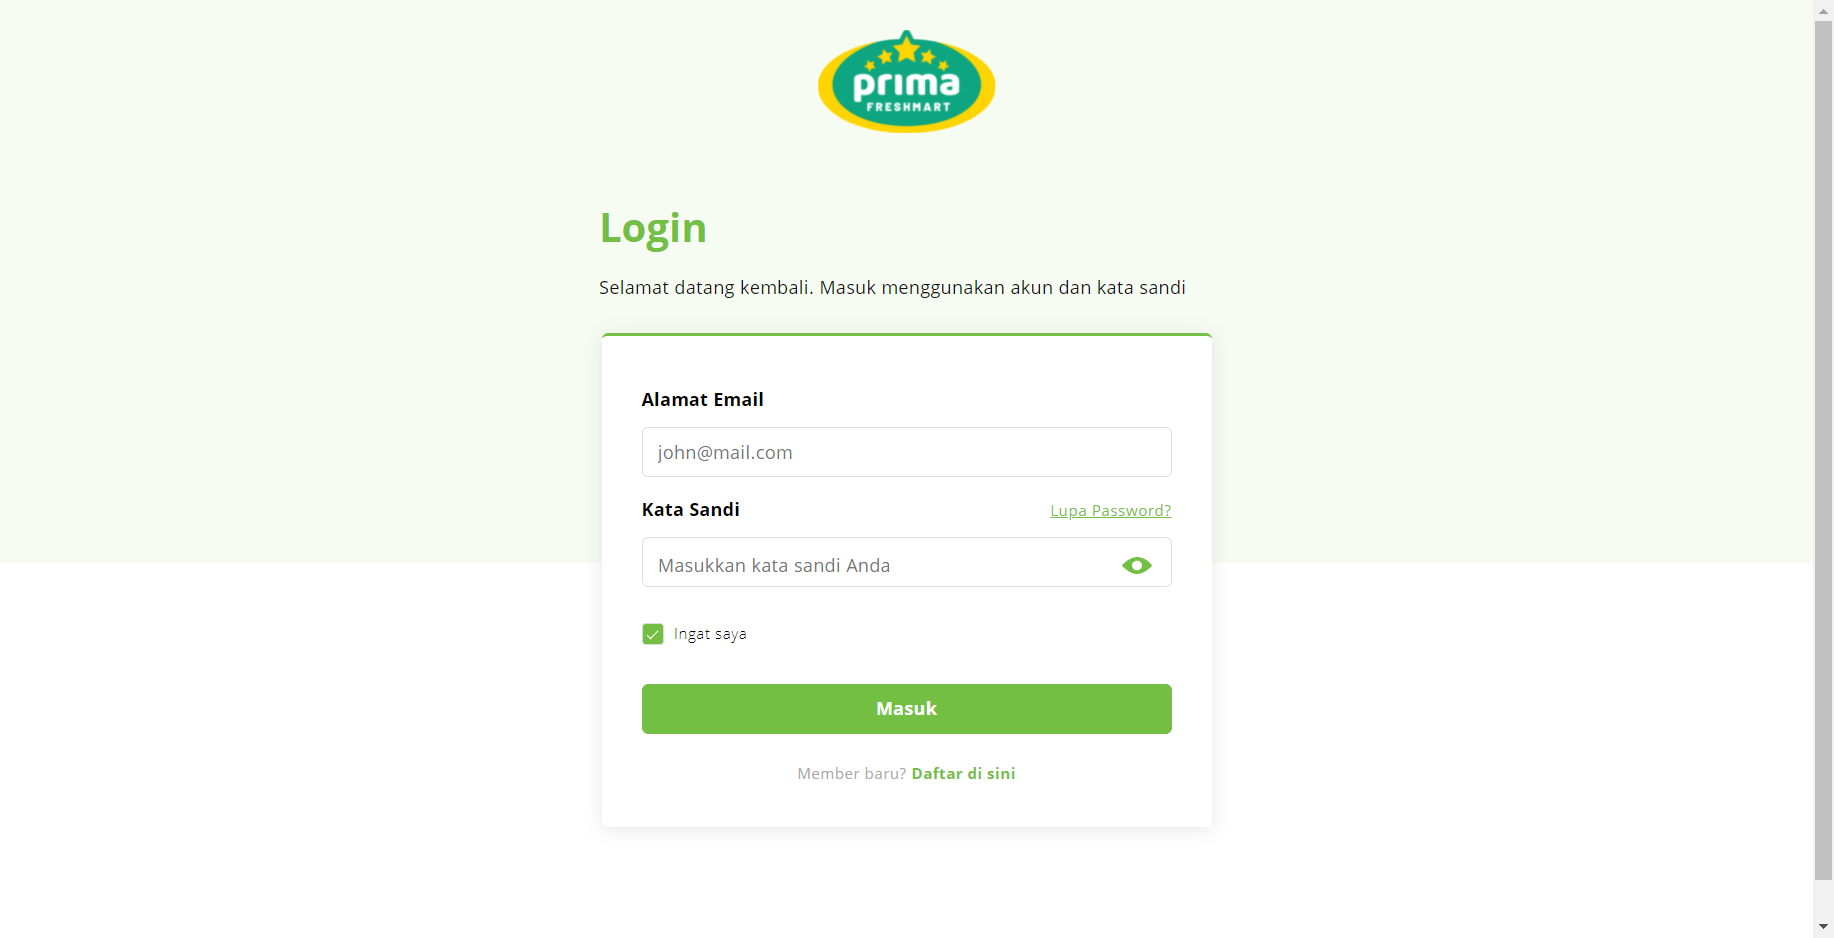 prima
FRESHMART
Login
Selamat datang kembali. Masuk menggunakan akun dan kata sandi
Alamat Email
john@mail.com
Kata Sandi
Lupa Password?
Masukkan kata sandi Anda
Ingat saya
Masuk
Member baru? Daftar di sini